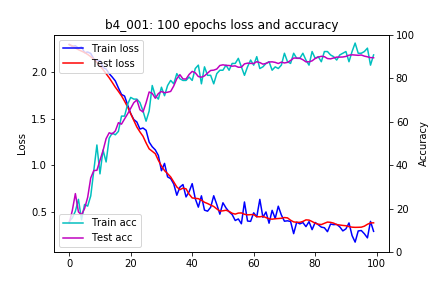 b4_001: 100 epochs loss and accuracy
Train loss
Test loss
Train acc
Test acc
Loss
2.0
1.5
1.0
0.5
Accuracy
100
80
60
40
20
0
0 20 40 60 80 100